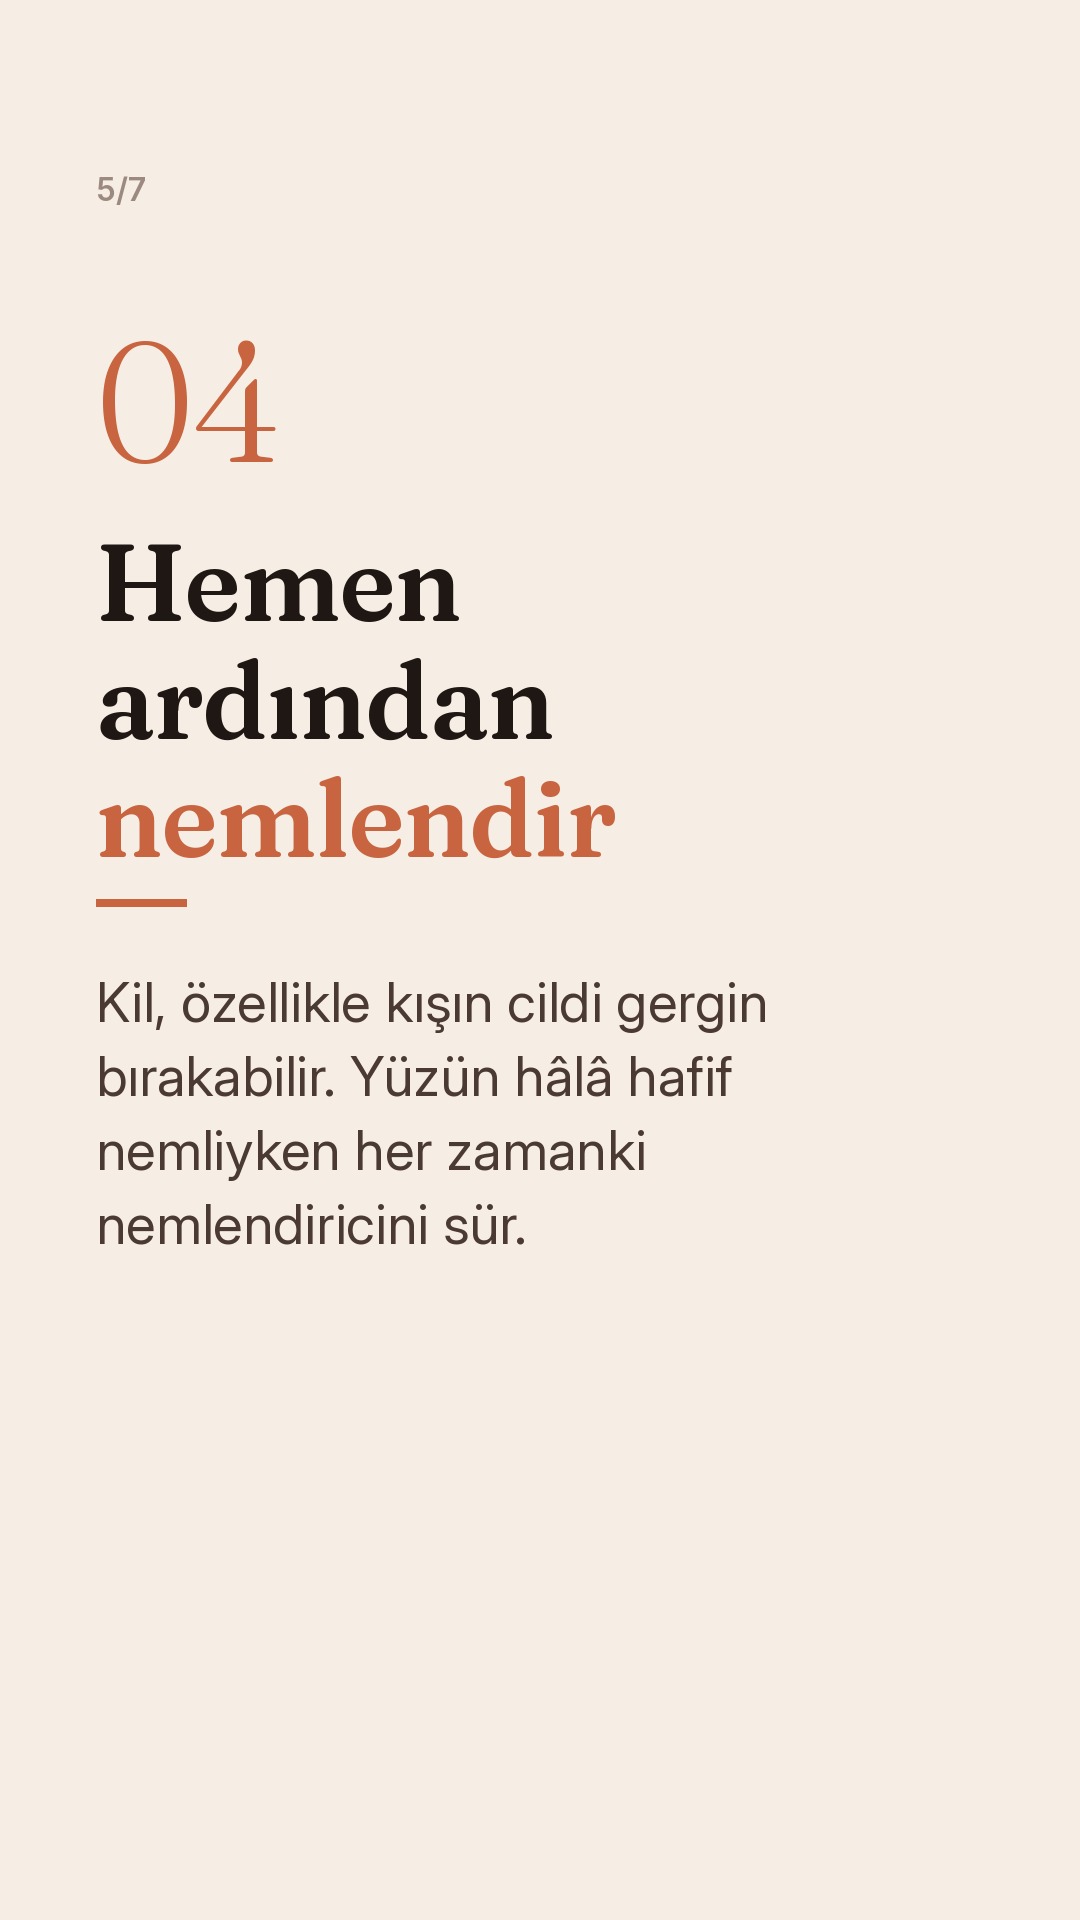 5/7
04
Hemen
ardından
nemlendir
Kil, özellikle kışın cildi gergin
bırakabilir. Yüzün hâlâ hafif
nemliyken her zamanki
nemlendiricini sür.